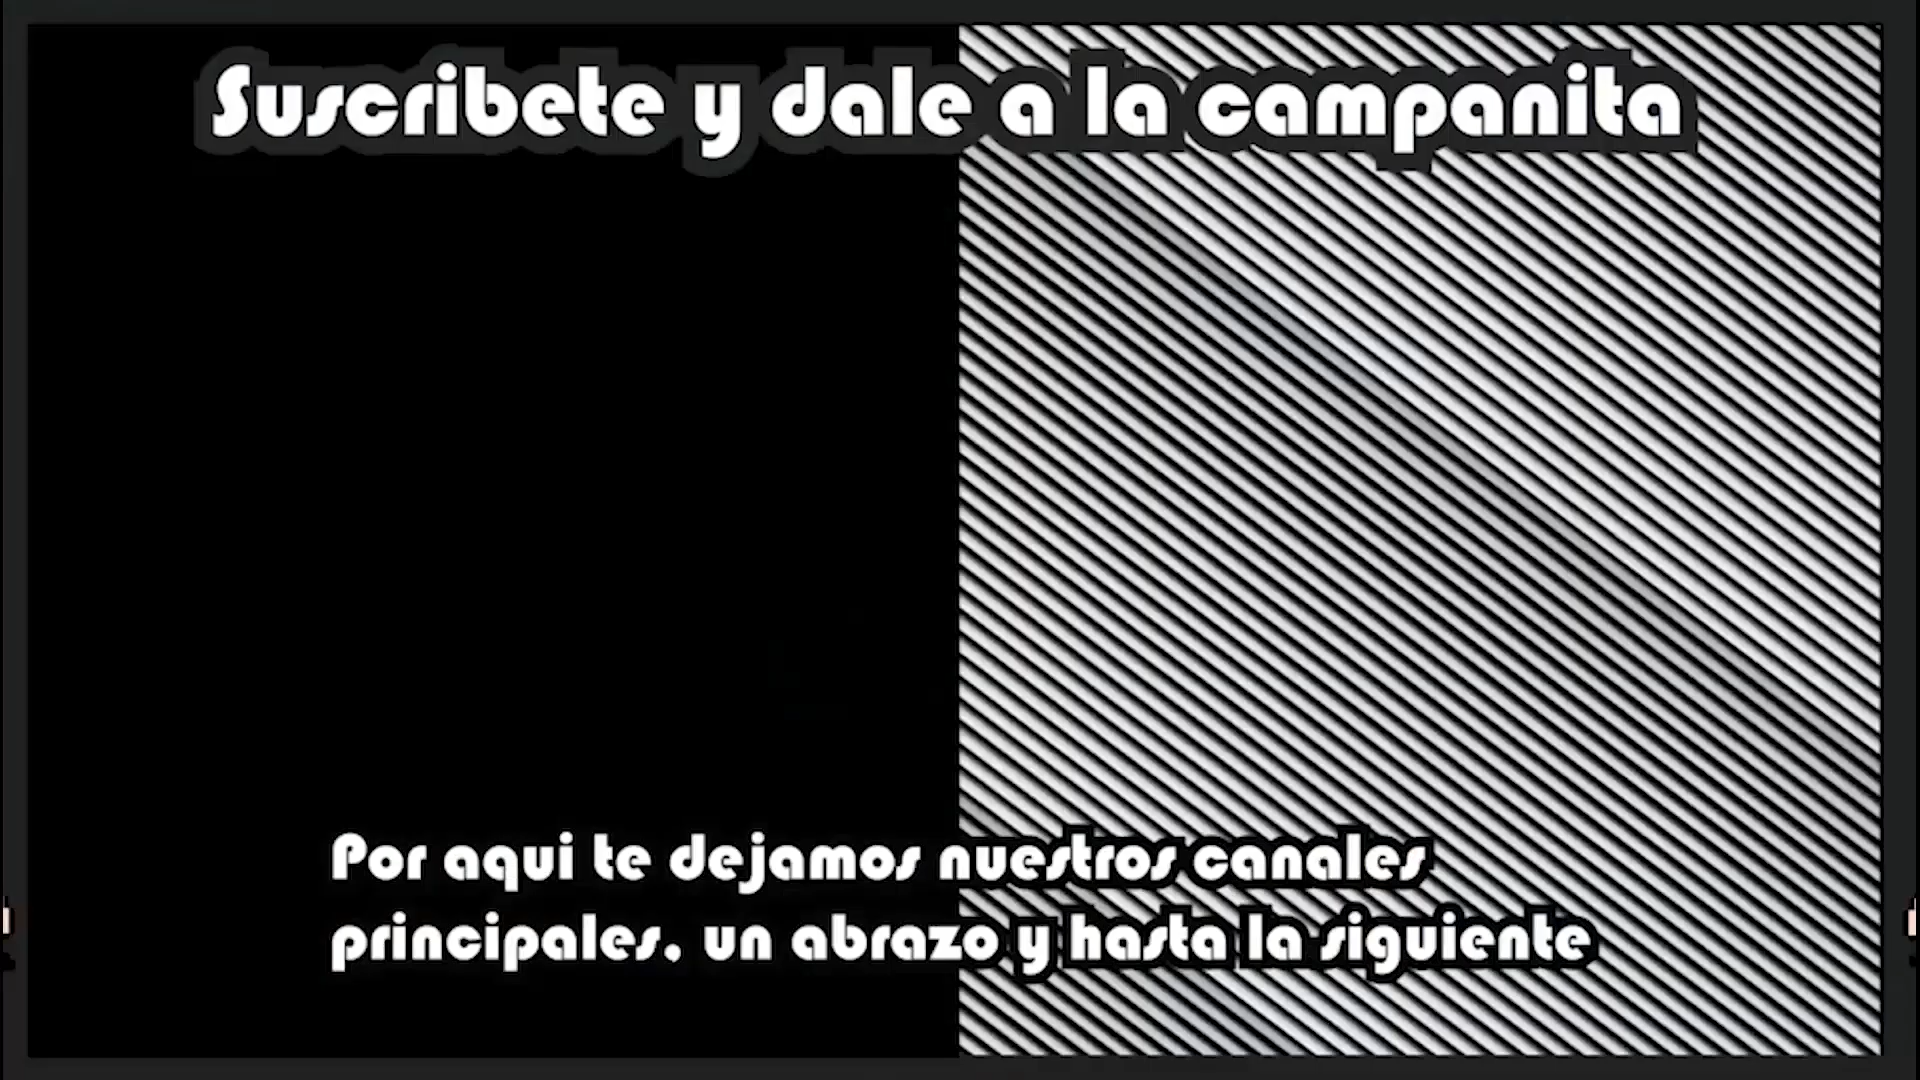 Suscribete y dale a la campanita
Por aqui te dejamos nuestros canales
principales, un abrazo y hasta la siguiente